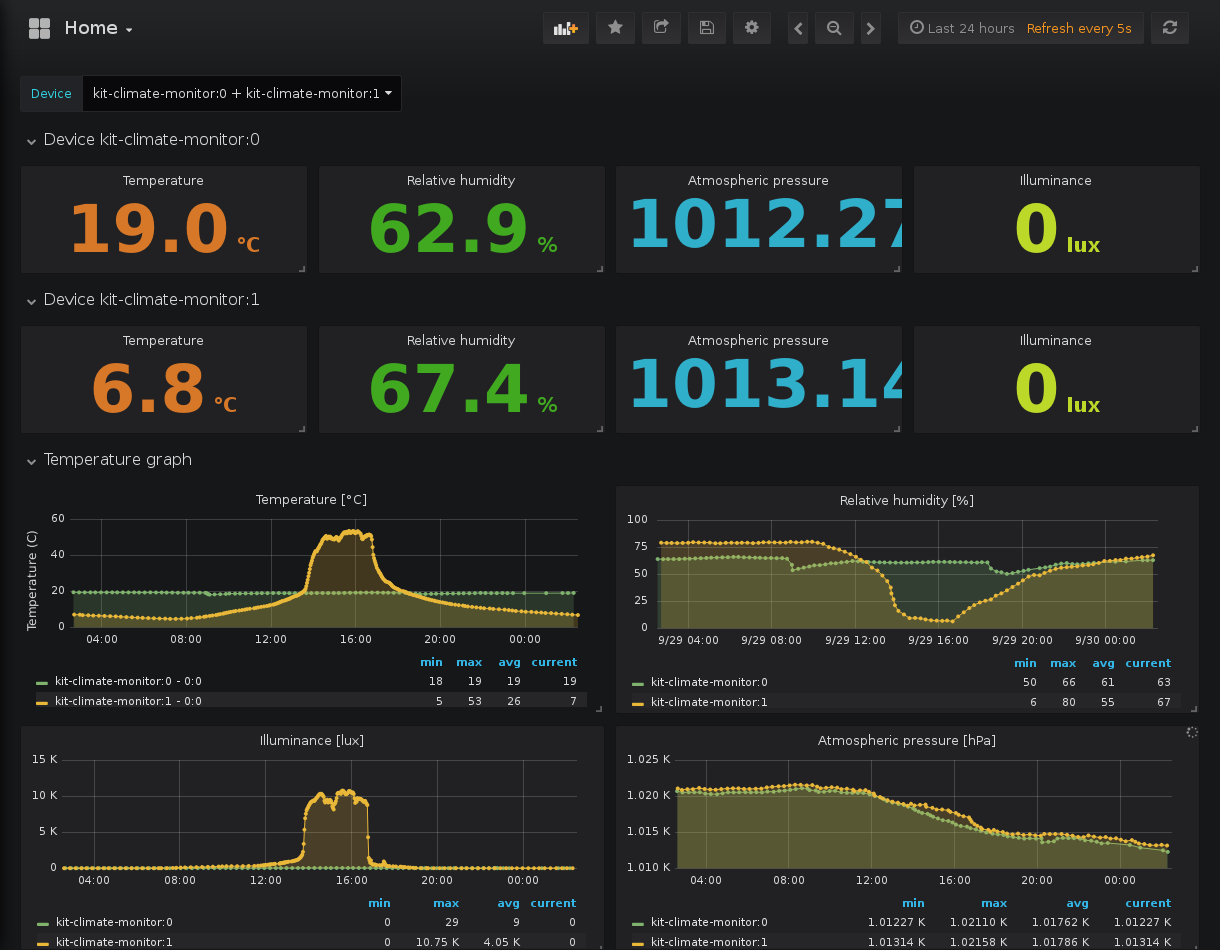 Home
Last 24 hours Refresh every 5s
Device kit-climate-monitor:0 + kit-climate-monitor:1
Device kit-climate-monitor:0
Temperature Relative humidity Atmospheric pressure Illuminance
19.0 °C 62.9 % 1012.27 0 lux
Device kit-climate-monitor:1
Temperature Relative humidity Atmospheric pressure Illuminance
6.8 °C 67.4 % 1013.14 0 lux
Temperature graph
Temperature [°C]
Temperature (C)
60
40
20
0
04:00 08:00 12:00 16:00 20:00 00:00
min max avg current
kit-climate-monitor:0 - 0:0 18 19 19 19
kit-climate-monitor:1 - 0:0 5 53 26 7
Relative humidity [%]
100
75
50
25
0
9/29 04:00 9/29 08:00 9/29 12:00 9/29 16:00 9/29 20:00 9/30 00:00
min max avg current
kit-climate-monitor:0 50 66 61 63
kit-climate-monitor:1 6 80 55 67
Illuminance [lux]
15 K
10 K
5 K
0
04:00 08:00 12:00 16:00 20:00 00:00
min max avg current
kit-climate-monitor:0 0 29 9 0
kit-climate-monitor:1 0 10.75 K 4.05 K 0
Atmospheric pressure [hPa]
1.025 K
1.020 K
1.015 K
1.010 K
04:00 08:00 12:00 16:00 20:00 00:00
min max avg current
kit-climate-monitor:0 1.01227 K 1.02110 K 1.01762 K 1.01227 K
kit-climate-monitor:1 1.01314 K 1.02158 K 1.01786 K 1.01314 K